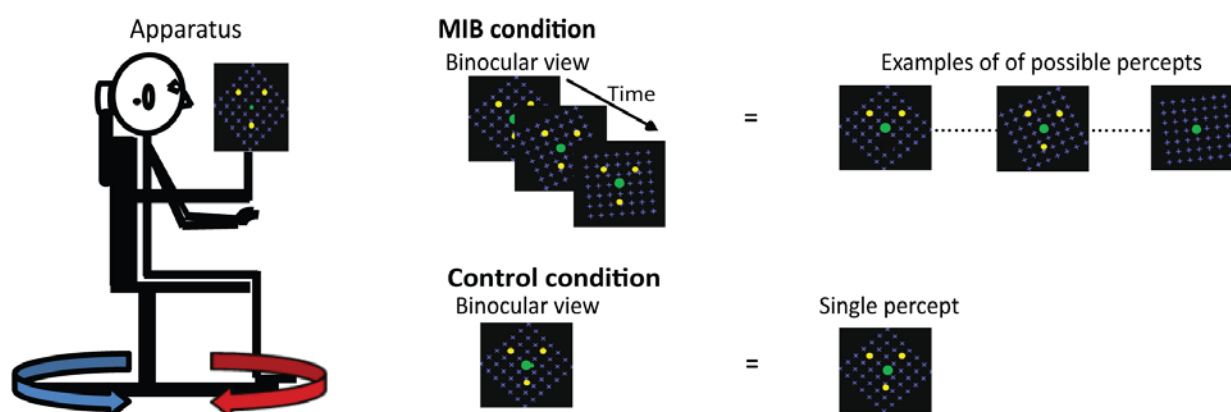 Apparatus
MIB condition
Binocular view
Time
=
Examples of of possible percepts
Control condition
Binocular view
=
Single percept